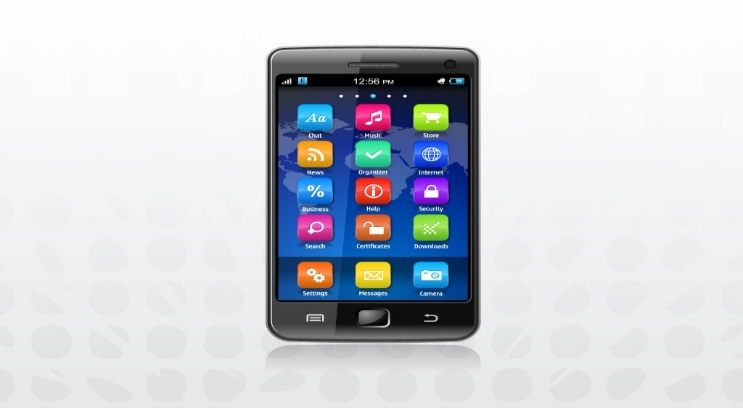 E 12:56 PM
Aa
Chat Music Store
News Organizer Internet
%
Business Help Security
Search Certificates Downloads
Settings Messages Camera